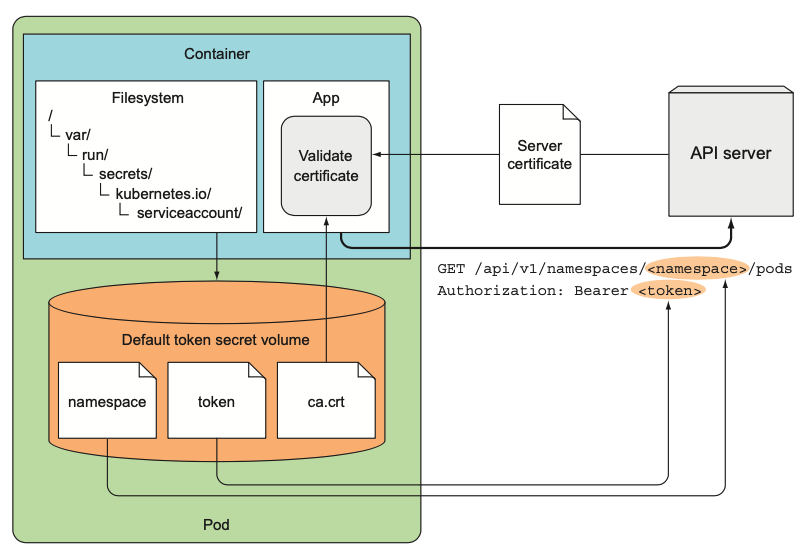 Container
Filesystem
/
var/
run/
secrets/
kubernetes.io/
serviceaccount/
App
Validate
certificate
Server
certificate
API server
GET /api/v1/namespaces/<namespace>/pods
Authorization: Bearer <token>
Default token secret volume
namespace
token
ca.crt
Pod